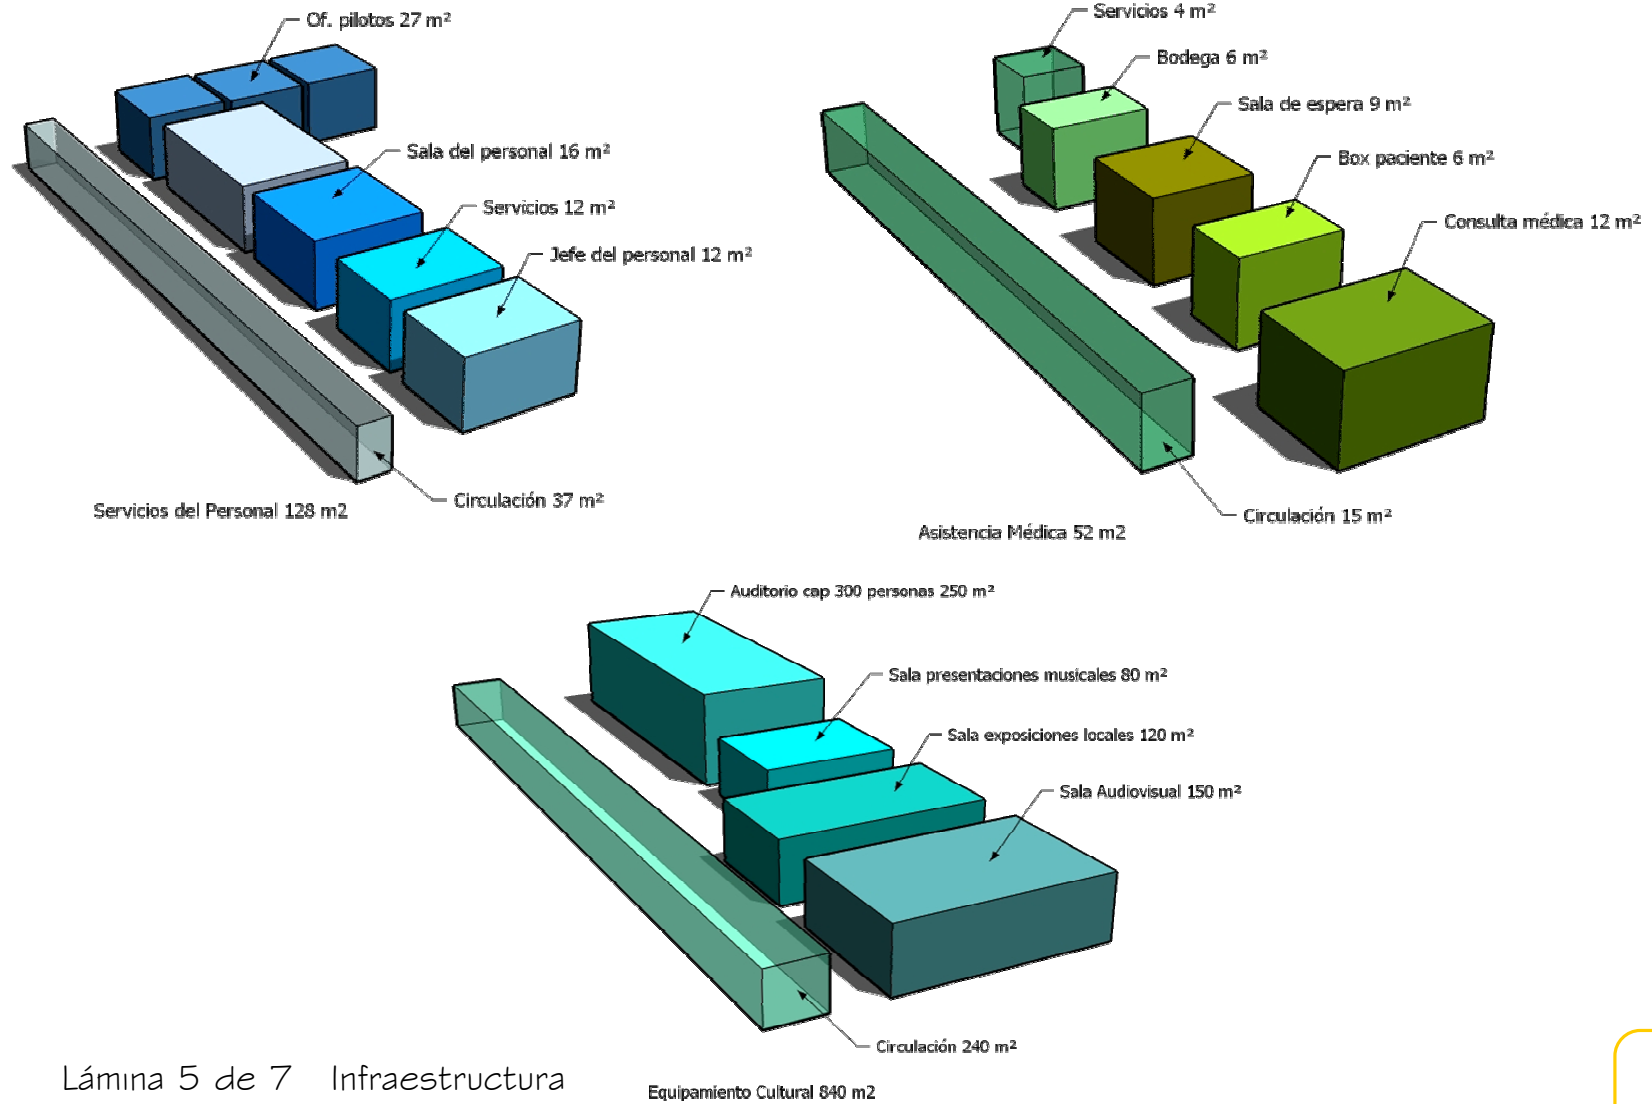 Of. pilotos 27 m²
Sala del personal 16 m²
Servicios 12 m²
Jefe del personal 12 m²
Circulación 37 m²
Servicios del Personal 128 m2
Servicios 4 m²
Bodega 6 m²
Sala de espera 9 m²
Box paciente 6 m²
Consulta médica 12 m²
Circulación 15 m²
Asistencia Médica 52 m2
Auditorio cap 300 personas 250 m²
Sala presentaciones musicales 80 m²
Sala exposiciones locales 120 m²
Sala Audiovisual 150 m²
Circulación 240 m²
Equipamiento Cultural 840 m2
Lámina 5 de 7 Infraestructura